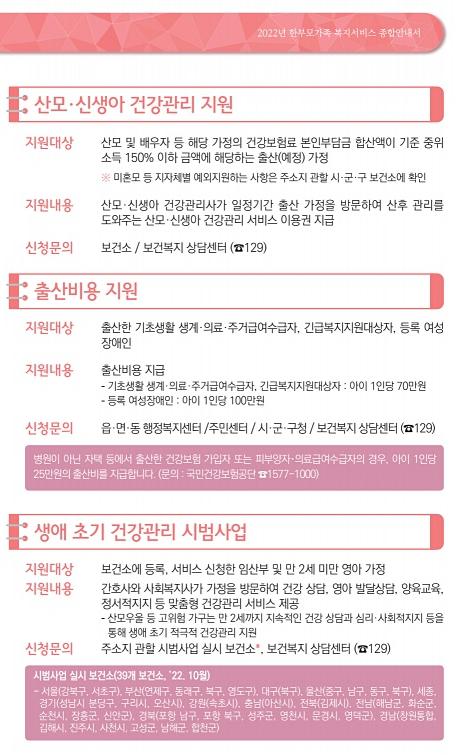 2022년 한부모가족 복지서비스 종합안내서
산모·신생아 건강관리 지원
지원대상 산모 및 배우자 등 해당 가정의 건강보험료 본인부담금 합산액이 기준 중위
소득 150% 이하 금액에 해당하는 출산(예정) 가정
※ 미혼모 등 지자체별 예외지원하는 사항은 주소지 관할 시·군·구 보건소에 확인
지원내용 산모·신생아 건강관리사가 일정기간 출산 가정을 방문하여 산후 관리를
도와주는 산모·신생아 건강관리 서비스 이용권 지급
신청문의 보건소 / 보건복지 상담센터 (☎129)
출산비용 지원
지원대상 출산한 기초생활 생계·의료·주거급여수급자, 긴급복지지원대상자, 등록 여성
장애인
지원내용 출산비용 지급
- 기초생활 생계·의료·주거급여수급자, 긴급복지지원대상자 : 아이 1인당 70만원
- 등록 여성장애인 : 아이 1인당 100만원
신청문의 읍·면·동 행정복지센터 /주민센터 / 시·군·구청 / 보건복지 상담센터 (☎129)
병원이 아닌 자택 등에서 출산한 건강보험 가입자 또는 피부양자·의료급여수급자의 경우, 아이 1인당
25만원의 출산비를 지급합니다. (문의 : 국민건강보험공단 ☎1577-1000)
생애 초기 건강관리 시범사업
지원대상 보건소에 등록, 서비스 신청한 임산부 및 만 2세 미만 영아 가정
지원내용 간호사와 사회복지사가 가정을 방문하여 건강 상담, 영아 발달상담, 양육교육,
정서적지지 등 맞춤형 건강관리 서비스 제공
- 산모우울 등 고위험 가구는 만 2세까지 지속적인 건강 상담과 심리·사회적지지 등을
통해 생애 초기 적극적 건강관리 지원
신청문의 주소지 관할 시범사업 실시 보건소*, 보건복지 상담센터 (☎129)
시범사업 실시 보건소(39개 보건소, '22. 10월)
- 서울(강북구, 서초구), 부산(연제구, 동래구, 북구, 영도구), 대구(북구), 울산(중구, 남구, 동구, 북구), 세종,
경기(성남시 분당구, 구리시, 오산시), 강원(속초시), 충남(아산시), 전북(김제시), 전남(해남군, 화순군,
순천시, 장흥군, 신안군), 경북(포항 남구, 포항 북구, 성주군, 영천시, 문경시, 영덕군), 경남(창원통합,
김해시, 진주시, 사천시, 고성군, 남해군, 합천군)